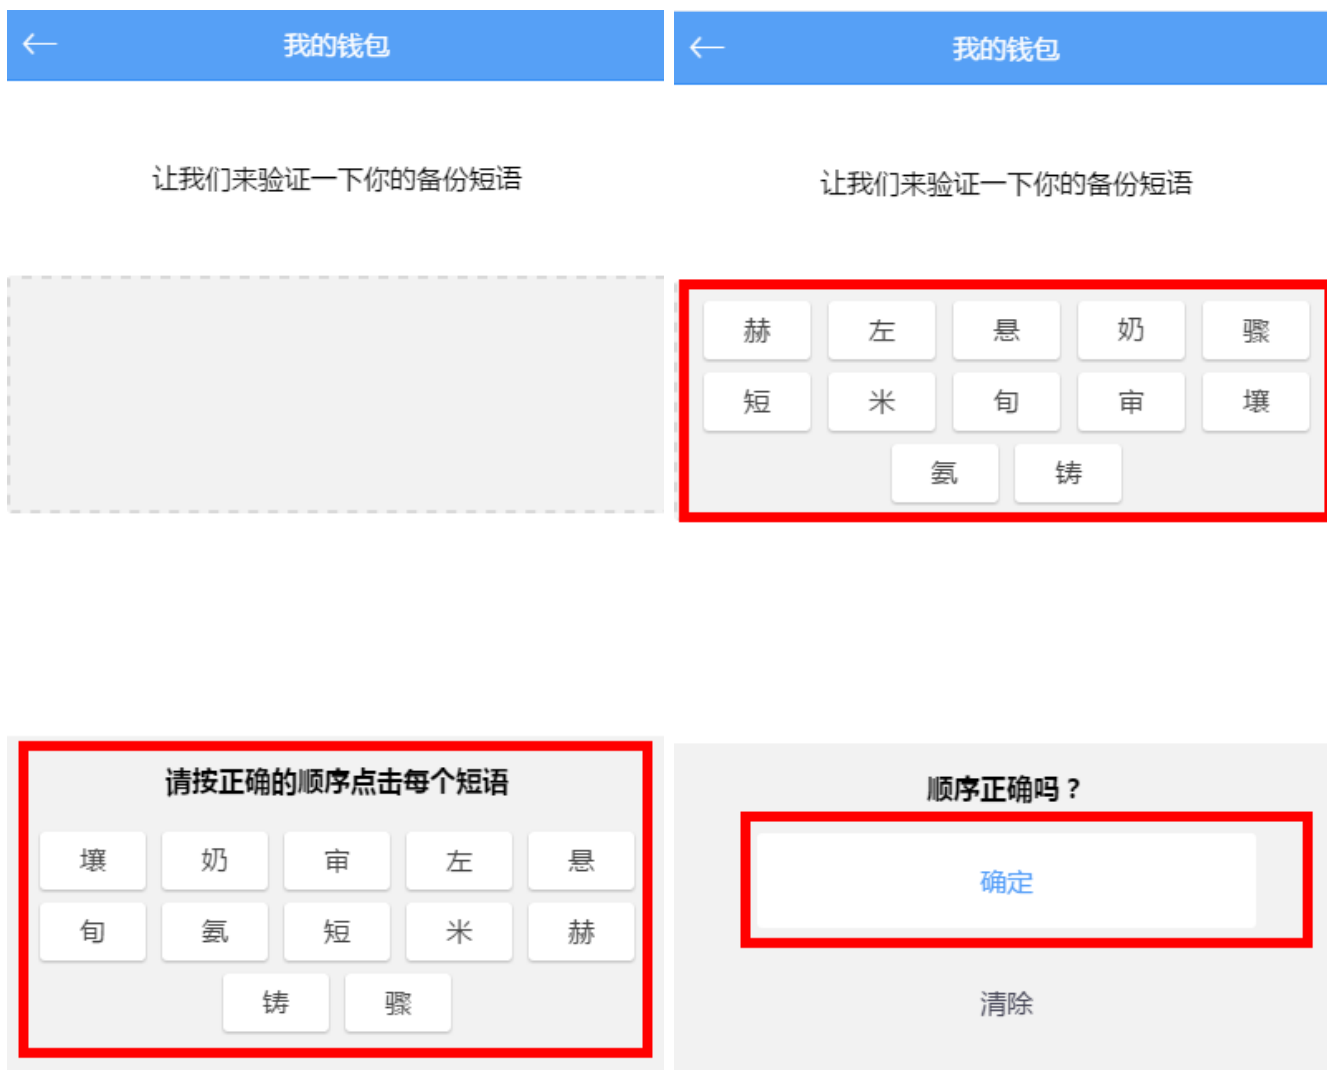 我的钱包
让我们来验证一下你的备份短语
请按正确的顺序点击每个短语
壤 奶 审 左 悬
旬 氨 短 米 赫
铸 骤
我的钱包
让我们来验证一下你的备份短语
赫 左 悬 奶 骤
短 米 旬 审 壤
氨 铸
顺序正确吗？
确定
清除